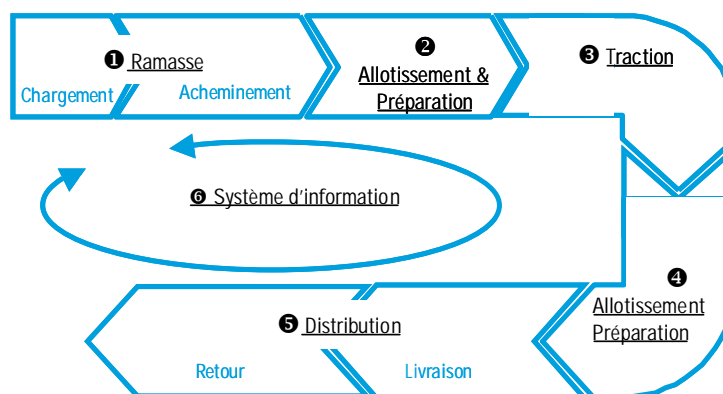 ❶ Ramasse
Chargement
Acheminement
❷
Allotissement &
Préparation
❸ Traction
❻ Système d'information
❹
Allotissement
Préparation
❺ Distribution
Retour
Livraison